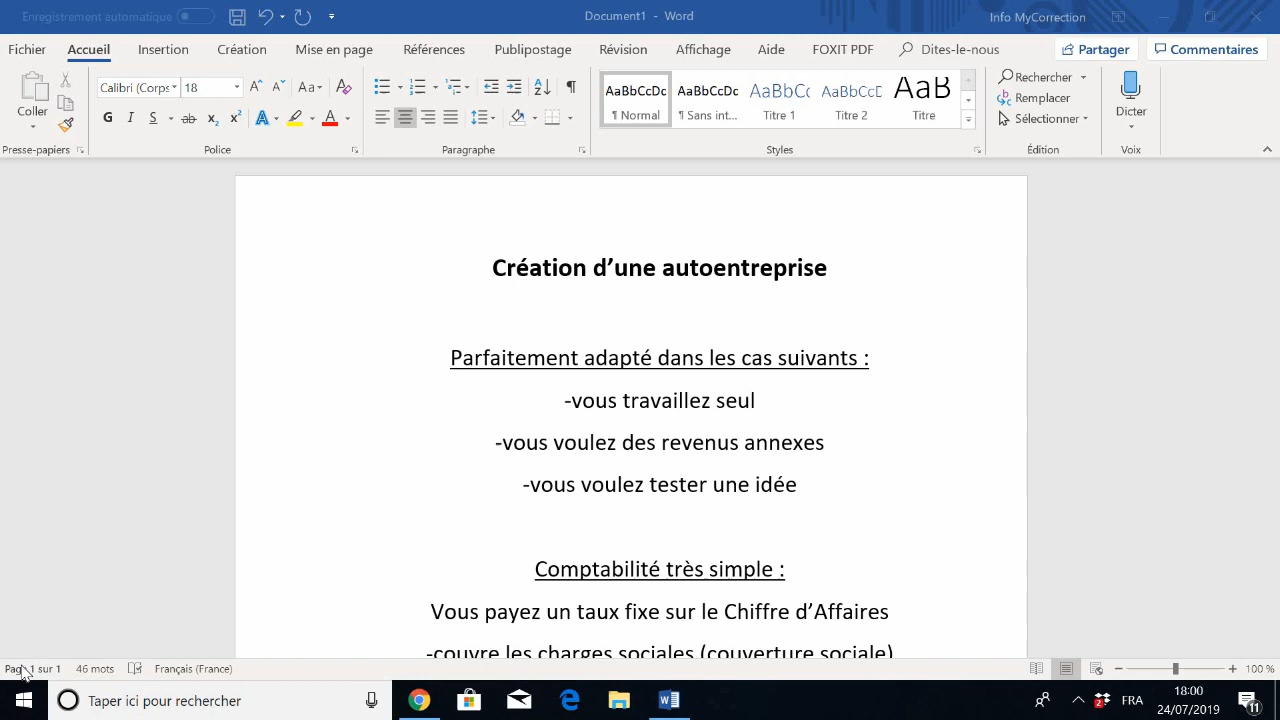 Enregistrement automatique
Document1 - Word
Info MyCorrection
Fichier Accueil Insertion Création Mise en page Références Publipostage Révision Affichage Aide FOXIT PDF Dites-le-nous Partager Commentaires
Coller
Calibri (Corps 18
Aa
G I S ab x₂ x² A A
AaBbCcDc AaBbCcDc AaBbCc AaBbCcD AaB
¶ Normal ¶ Sans int... Titre 1 Titre 2 Titre
Rechercher
Remplacer
Sélectionner
Dicter
Presse-papiers Police Paragraphe Styles Édition Voix
Création d’une autoentreprise
Parfaitement adapté dans les cas suivants :
-vous travaillez seul
-vous voulez des revenus annexes
-vous voulez tester une idée
Comptabilité très simple :
Vous payez un taux fixe sur le Chiffre d’Affaires
-couvre les charges sociales (couverture sociale)
Page 1 sur 1 46 mots Français (France) 100 %
Taper ici pour rechercher
FRA
18:00
24/07/2019
11